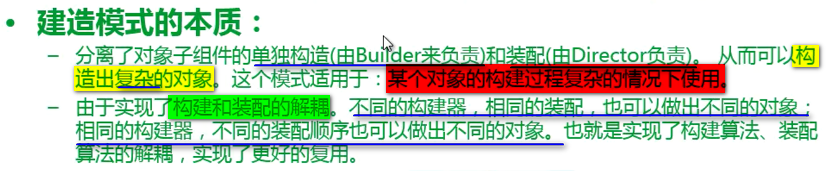 • 建造模式的本质：
– 分离了对象子组件的单独构造(由Builder来负责)和装配(由Director负责)。 从而可以构
造出复杂的对象。这个模式适用于：某个对象的构建过程复杂的情况下使用。
– 由于实现了构建和装配的解耦。不同的构建器，相同的装配，也可以做出不同的对象；
相同的构建器，不同的装配顺序也可以做出不同的对象。也就是实现了构建算法、装配
算法的解耦，实现了更好的复用。